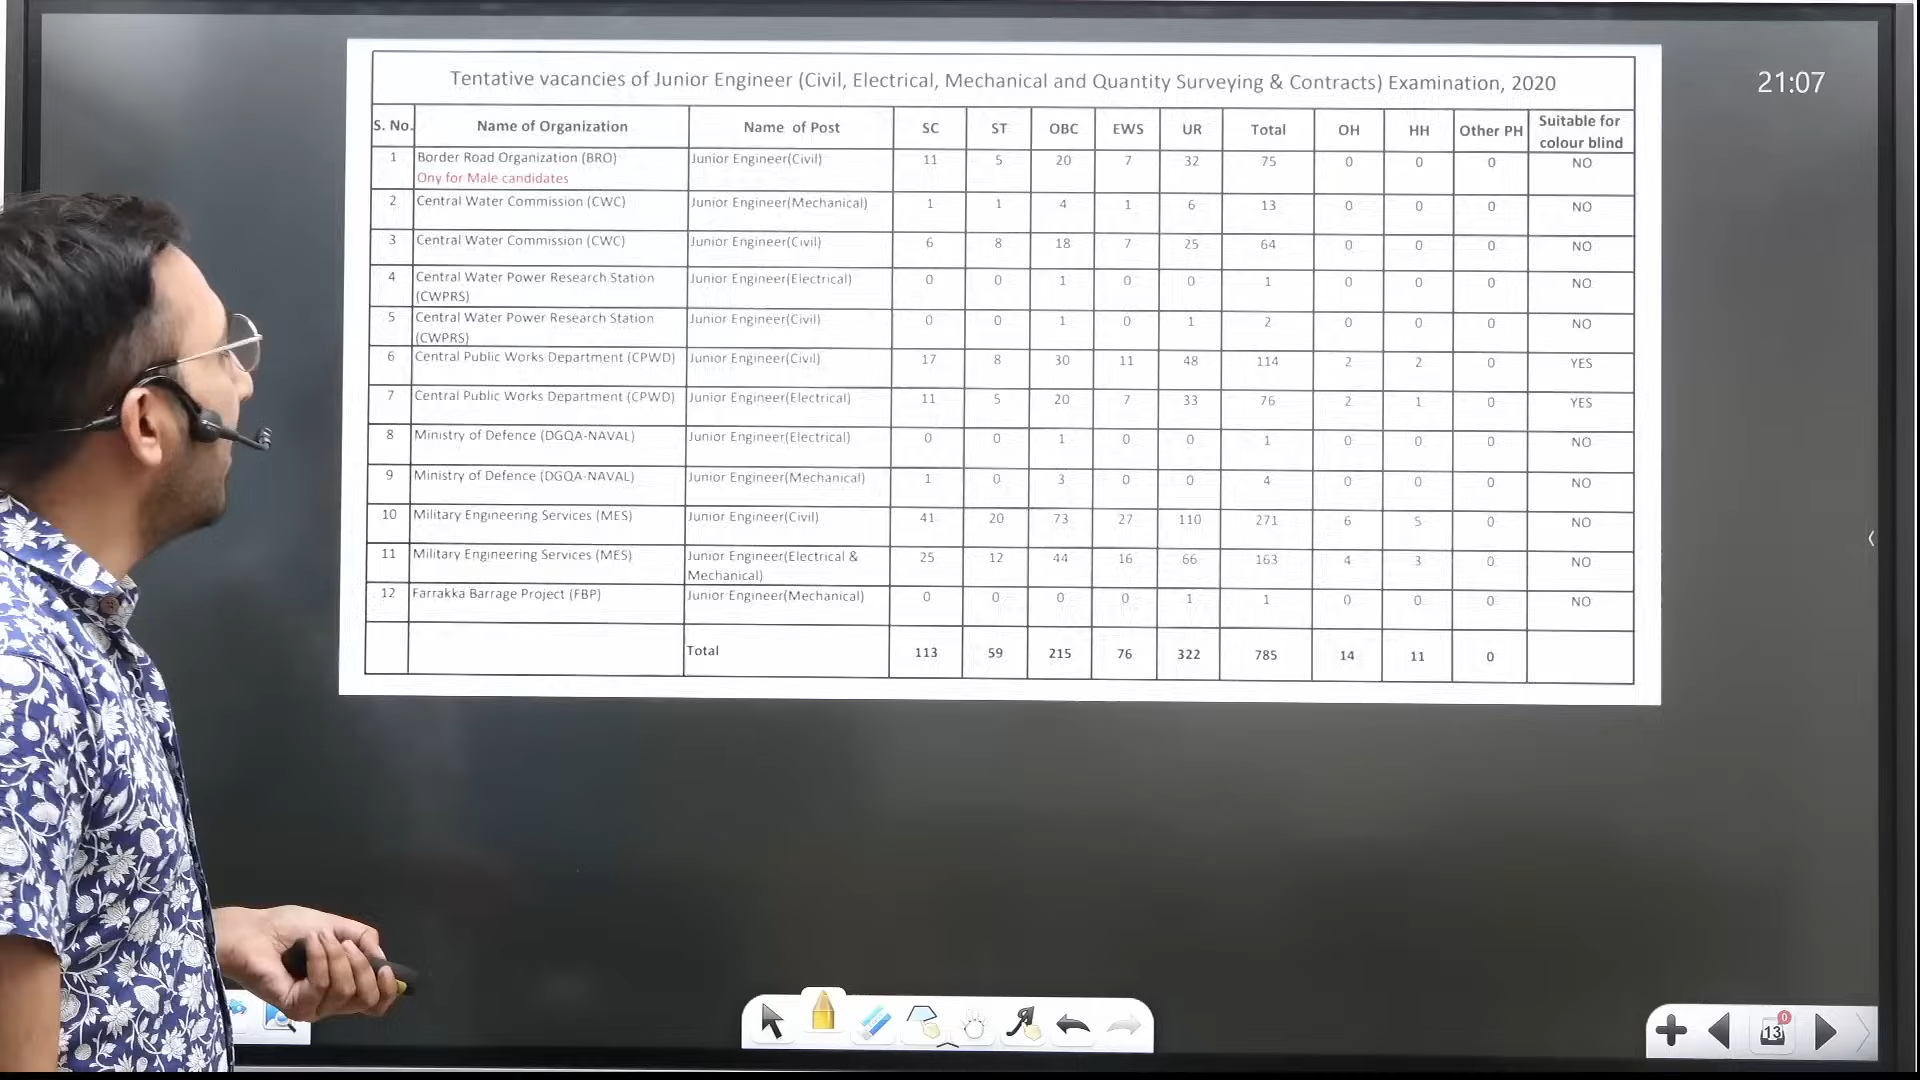 Tentative vacancies of Junior Engineer (Civil, Electrical, Mechanical and Quantity Surveying & Contracts) Examination, 2020
21:07
S. No. Name of Organization Name of Post SC ST OBC EWS UR Total OH HH Other PH Suitable for colour blind
1 Border Road Organization (BRO) Junior Engineer(Civil) 11 5 20 7 32 75 0 0 0 NO
Ony for Male candidates
2 Central Water Commission (CWC) Junior Engineer(Mechanical) 1 1 4 1 6 13 0 0 0 NO
3 Central Water Commission (CWC) Junior Engineer(Civil) 6 8 18 7 25 64 0 0 0 NO
4 Central Water Power Research Station (CWPRS) Junior Engineer(Electrical) 0 0 1 0 0 1 0 0 0 NO
5 Central Water Power Research Station (CWPRS) Junior Engineer(Civil) 0 0 1 0 1 2 0 0 0 NO
6 Central Public Works Department (CPWD) Junior Engineer(Civil) 17 8 30 11 48 114 2 2 0 YES
7 Central Public Works Department (CPWD) Junior Engineer(Electrical) 11 5 20 7 33 76 2 1 0 YES
8 Ministry of Defence (DGQA-NAVAL) Junior Engineer(Electrical) 0 0 1 0 0 1 0 0 0 NO
9 Ministry of Defence (DGQA-NAVAL) Junior Engineer(Mechanical) 1 0 3 0 0 4 0 0 0 NO
10 Military Engineering Services (MES) Junior Engineer(Civil) 41 20 73 27 110 271 6 5 0 NO
11 Military Engineering Services (MES) Junior Engineer(Electrical & Mechanical) 25 12 44 16 66 163 4 3 0 NO
12 Farrakka Barrage Project (FBP) Junior Engineer(Mechanical) 0 0 0 0 1 1 0 0 0 NO
Total 113 59 215 76 322 785 14 11 0
13 0